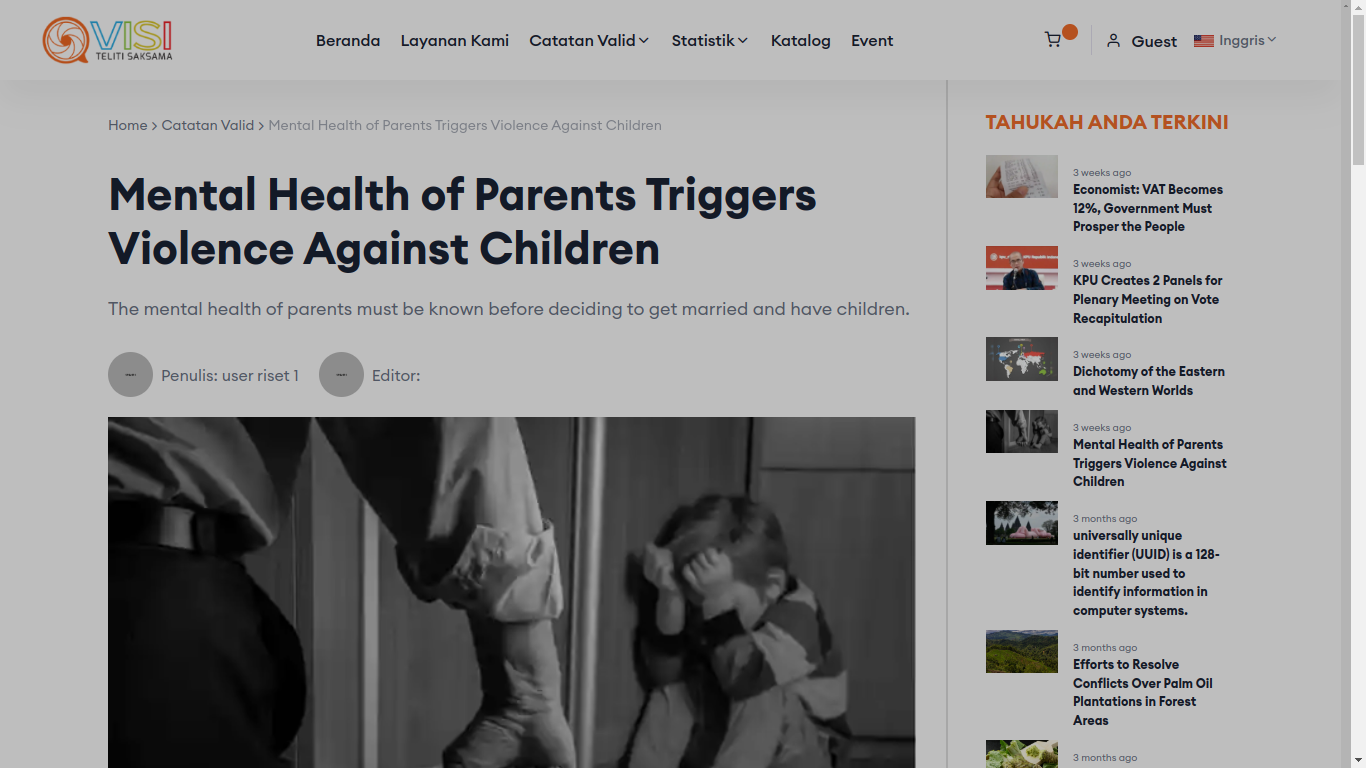 VISI
TELITI SAKSAMA
Beranda
Layanan Kami
Catatan Valid
Statistik
Katalog
Event
Guest
Inggris
Home > Catatan Valid > Mental Health of Parents Triggers Violence Against Children
Mental Health of Parents Triggers
Violence Against Children
The mental health of parents must be known before deciding to get married and have children.
Penulis: user riset 1
Editor:
TAHUKAH ANDA TERKINI
3 weeks ago
Economist: VAT Becomes
12%, Government Must
Prosper the People
3 weeks ago
KPU Creates 2 Panels for
Plenary Meeting on Vote
Recapitulation
3 weeks ago
Dichotomy of the Eastern
and Western Worlds
3 weeks ago
Mental Health of Parents
Triggers Violence Against
Children
3 months ago
universally unique
identifier (UUID) is a 128-
bit number used to
identify information in
computer systems.
3 months ago
Efforts to Resolve
Conflicts Over Palm Oil
Plantations in Forest
Areas
3 months ago